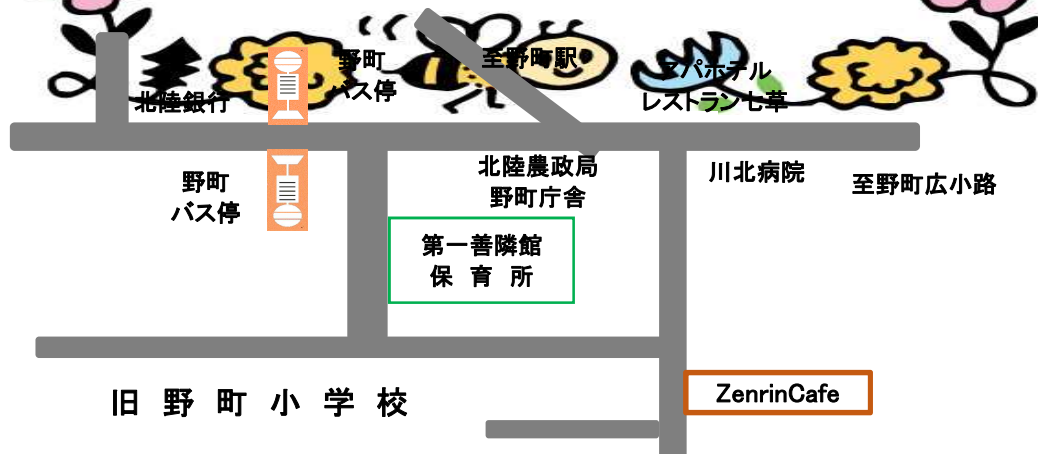 野町
バス停
至野町駅
アパホテル
レストラン七草
北陸銀行
野町
バス停
北陸農政局
野町庁舎
川北病院
至野町広小路
第一善隣館
保 育 所
旧 野 町 小 学 校
ZenrinCafe